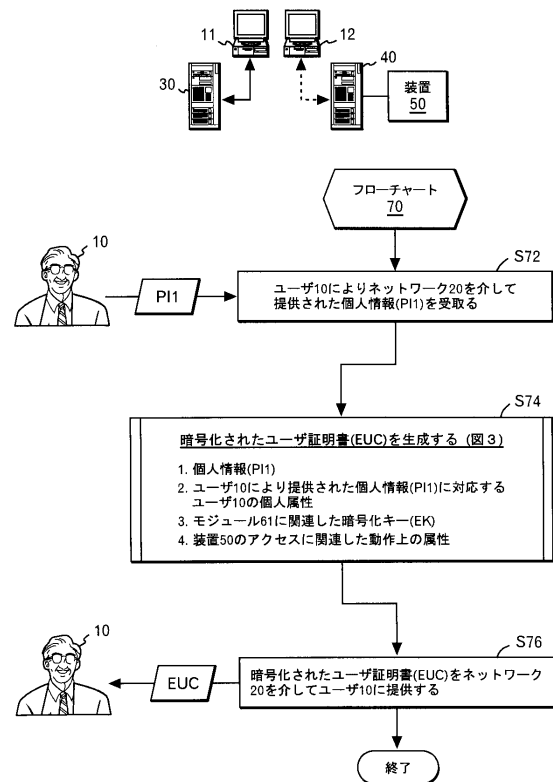 11
12
30
40
装置
50
フローチャート
70
10
PI1
S72
ユーザ10によりネットワーク20を介して
提供された個人情報(PI1)を受取る
S74
暗号化されたユーザ証明書(EUC)を生成する (図3)
1. 個人情報(PI1)
2. ユーザ10により提供された個人情報(PI1)に対応する
ユーザ10の個人属性
3. モジュール61に関連した暗号化キー(EK)
4. 装置50のアクセスに関連した動作上の属性
10
EUC
S76
暗号化されたユーザ証明書(EUC)をネットワーク
20を介してユーザ10に提供する
終了